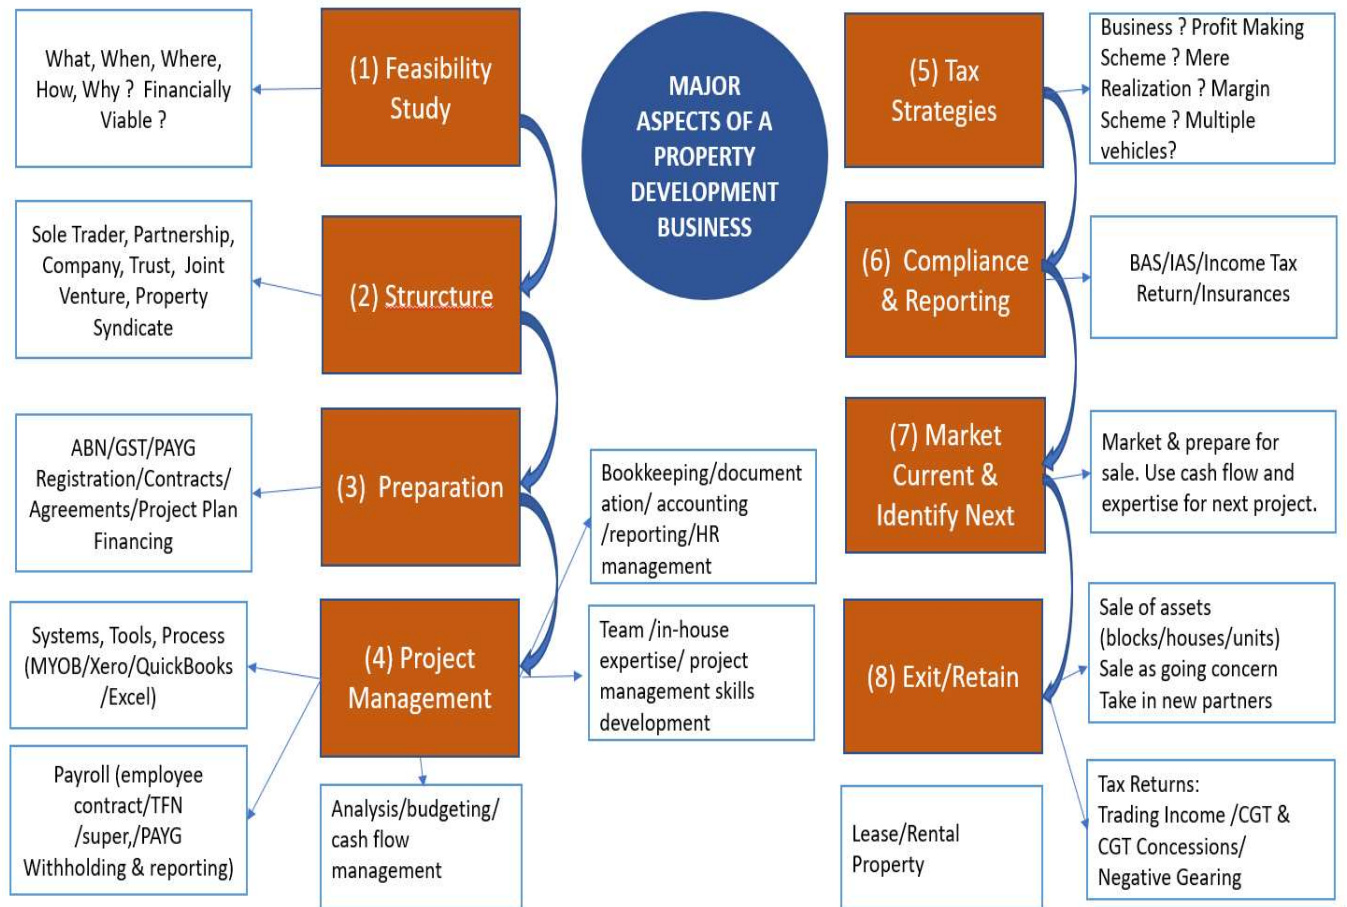 MAJOR
ASPECTS OF A
PROPERTY
DEVELOPMENT
BUSINESS
(1) Feasibility
Study
What, When, Where,
How, Why ? Financially
Viable ?
(2) Strurcture
Sole Trader, Partnership,
Company, Trust, Joint
Venture, Property
Syndicate
(3) Preparation
ABN/GST/PAYG
Registration/Contracts/
Agreements/Project Plan
Financing
(4) Project
Management
Systems, Tools, Process
(MYOB/Xero/QuickBooks
/Excel)
Payroll (employee
contract/TFN
/super,/PAYG
Withholding & reporting)
Analysis/budgeting/
cash flow
management
Bookkeeping/document
ation/ accounting
/reporting/HR
management
Team /in-house
expertise/ project
management skills
development
(5) Tax
Strategies
Business ? Profit Making
Scheme ? Mere
Realization ? Margin
Scheme ? Multiple
vehicles?
(6) Compliance
& Reporting
BAS/IAS/Income Tax
Return/Insurances
(7) Market
Current &
Identify Next
Market & prepare for
sale. Use cash flow and
expertise for next project.
(8) Exit/Retain
Sale of assets
(blocks/houses/units)
Sale as going concern
Take in new partners
Lease/Rental
Property
Tax Returns:
Trading Income /CGT &
CGT Concessions/
Negative Gearing